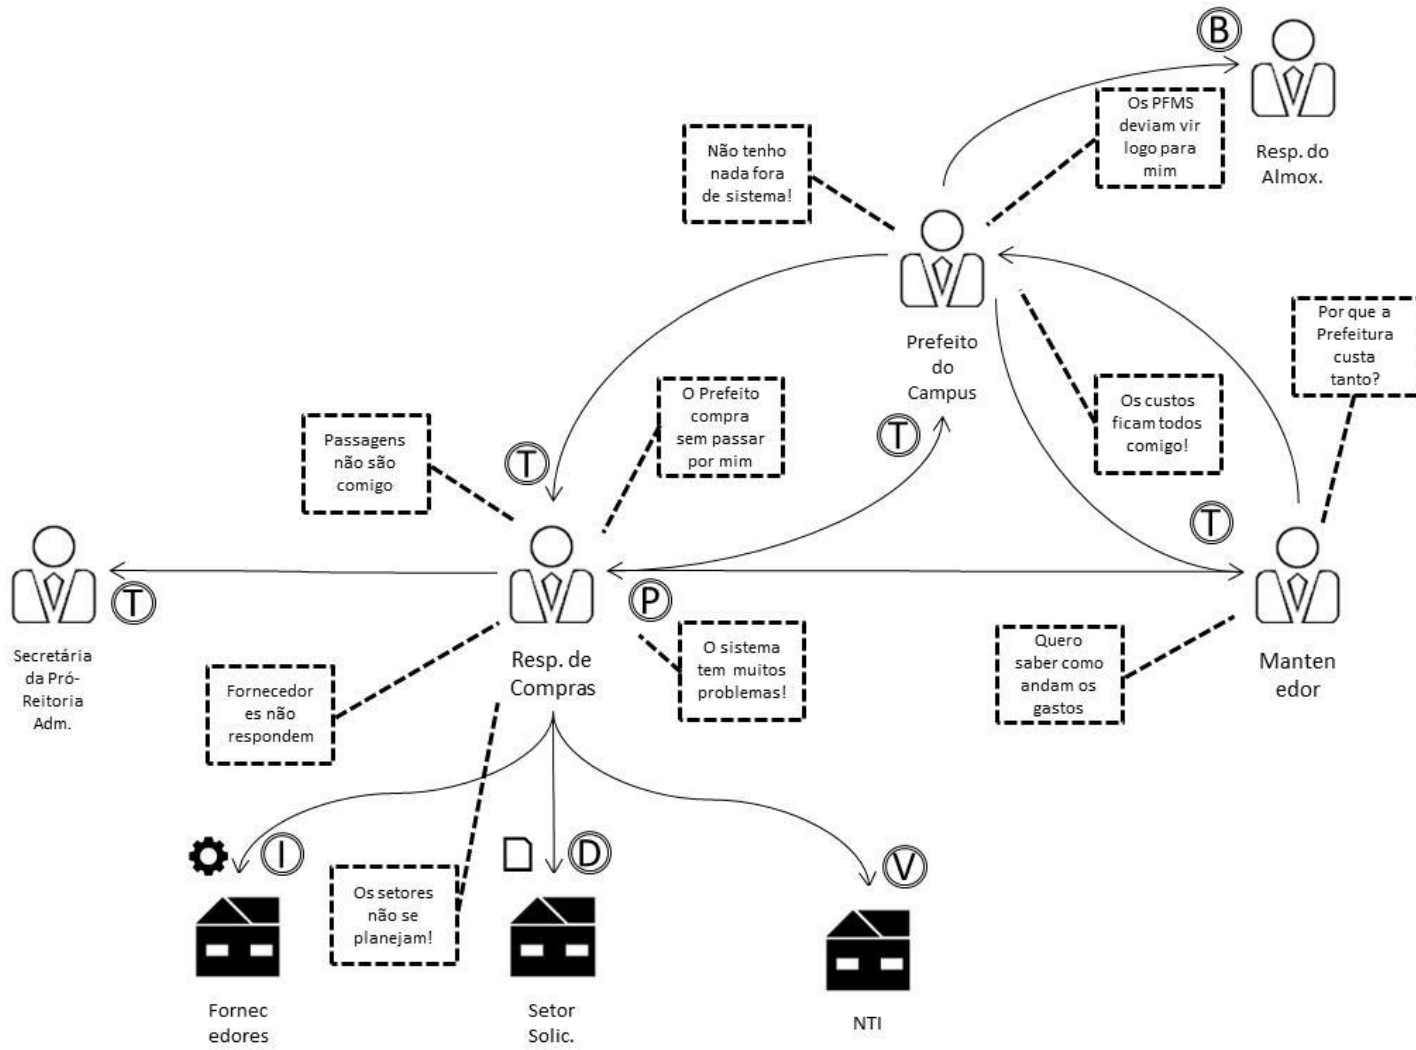 B
Os PFMS
deviam vir
logo para
mim
Resp. do
Almox.
Não tenho
nada fora
de sistema!
Prefeito
do
Campus
Por que a
Prefeitura
custa
tanto?
Os custos
ficam todos
comigo!
O Prefeito
compra
sem passar
por mim
Passagens
não são
comigo
T
T
T
T
P
Secretária
da Pró-
Reitoria
Adm.
Resp. de
Compras
O sistema
tem muitos
problemas!
Quero
saber como
andam os
gastos
Manten
edor
Fornecedor
es não
respondem
I
D
V
Os setores
não se
planejam!
Fornec
edores
Setor
Solic.
NTI